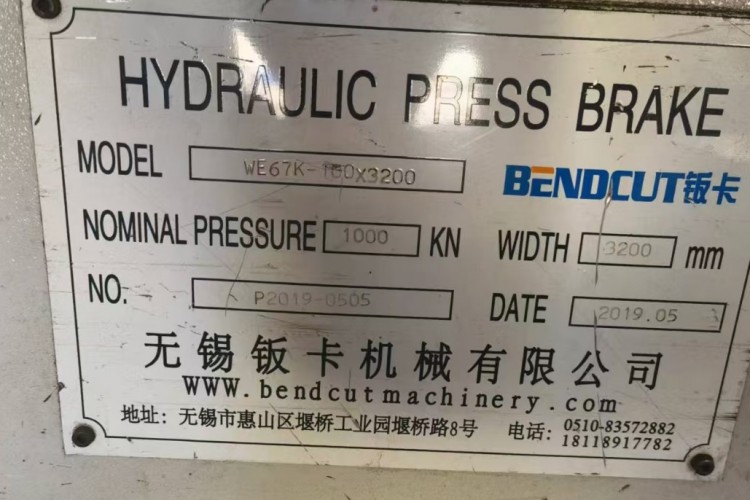 HYDRAULIC PRESS BRAKE
MODEL WE67K-100X3200 BENDCUT钣卡
NOMINAL PRESSURE 1000 KN WIDTH 3200 mm
NO. P2019-0505 DATE 2019.05
无锡钣卡机械有限公司
www.bendcutmachinery.com
地址: 无锡市惠山区堰桥工业园堰桥路8号 电话: 0510-83572882
18118917782